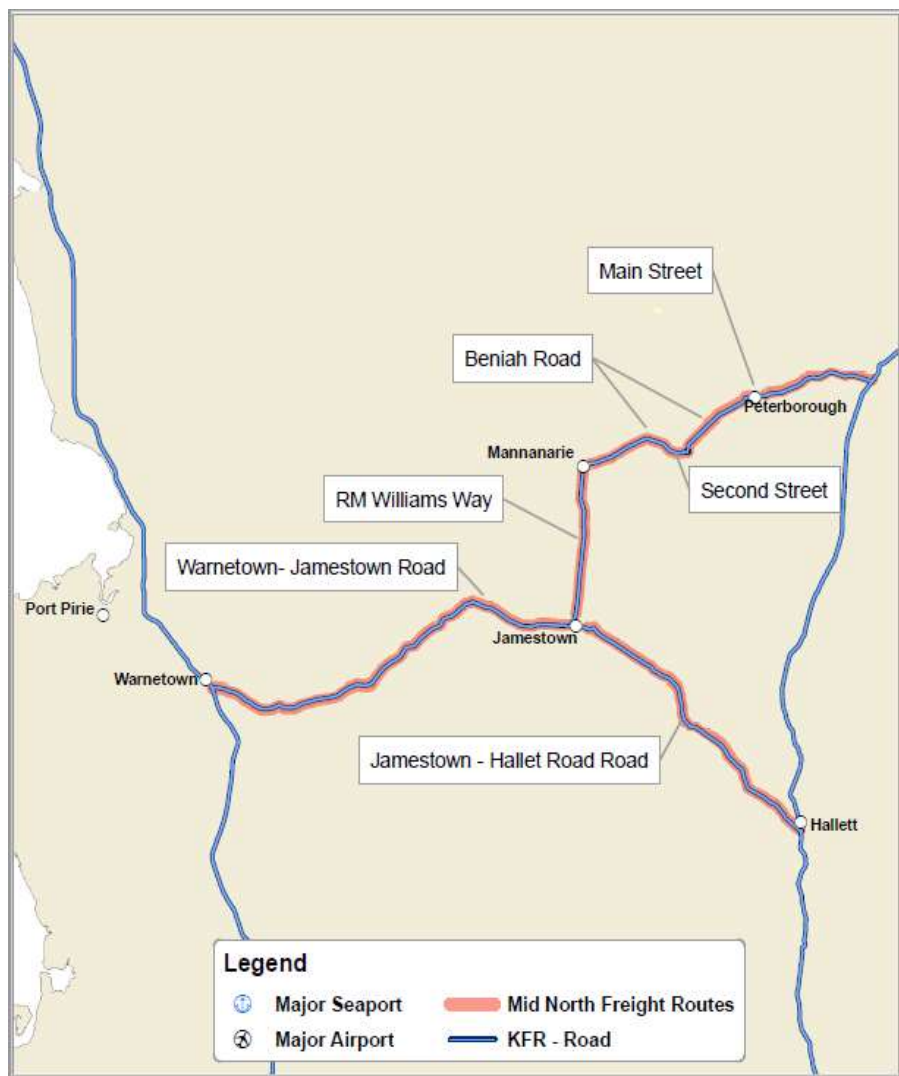 Main Street
Beniah Road
Peterborough
Mannanarie
Second Street
RM Williams Way
Warnetown- Jamestown Road
Port Pirie
Jamestown
Warnetown
Jamestown - Hallet Road Road
Hallett
Legend
Major Seaport
Mid North Freight Routes
Major Airport
KFR - Road